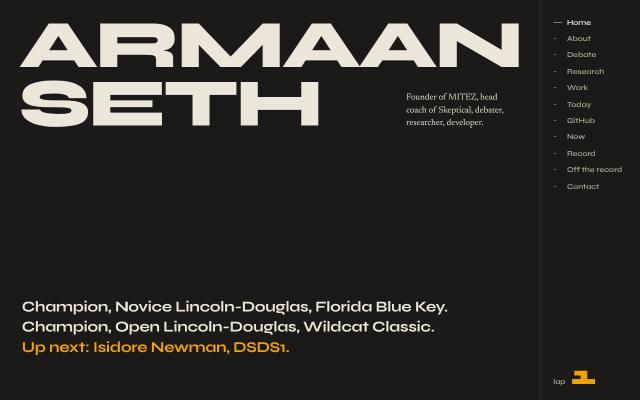 ARMAAN
SETH
Founder of MITEZ, head
coach of Skeptical, debater,
researcher, developer.
Champion, Novice Lincoln-Douglas, Florida Blue Key.
Champion, Open Lincoln-Douglas, Wildcat Classic.
Up next: Isidore Newman, DSDS1.
— Home
– About
– Debate
– Research
– Work
– Today
– GitHub
– Now
– Record
– Off the record
– Contact
lap 1